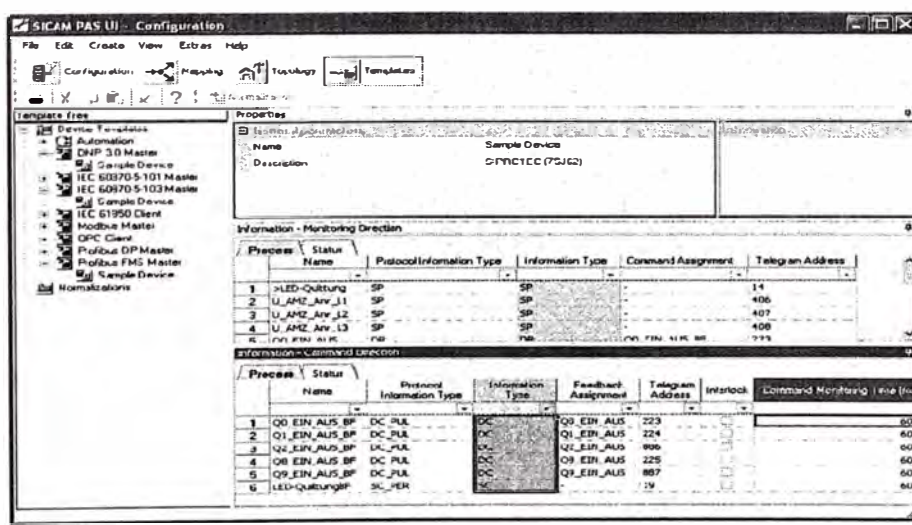 SICAM PAS UI - Configuration
File Edit Create View Extras Help
Configuration Mapping Topology Templates
Template Tree
Device Templates
Automation
DNP 3.0 Master
Sample Device
IEC 60870-5-101 Master
IEC 60870-5-103 Master
Sample Device
IEC 61850 Client
Modbus Master
OPC Client
Profibus DP Master
Profibus FMS Master
Sample Device
Normalizations
Properties
Name Sample Device
Description
Information - Monitoring Direction
Process Status
Name Protocol Information Type Information Type Command Assignment Telegram Address
1 >LED-Quittung SP SP - 14
2 U_AMZ_Anr_L1 SP SP - 406
3 U_AMZ_Anr_L2 SP SP - 407
4 U_AMZ_Anr_L3 SP SP - 408
Information - Command Direction
Process Status
Name Protocol Information Type Information Type Feedback Assignment Telegram Address Interlock Command Monitoring Time
1 Q0_EIN_AUS_BF DC_PUL DC Q0_EIN_AUS 223 60
2 Q1_EIN_AUS_BF DC_PUL DC Q1_EIN_AUS 224 60
3 Q2_EIN_AUS_BF DC_PUL DC Q2_EIN_AUS 60
4 Q8_EIN_AUS_BF DC_PUL DC Q8_EIN_AUS 225 60
5 Q9_EIN_AUS_BF DC_PUL DC Q9_EIN_AUS 60
6 LED-QuittungBF SC_PER SC - 19 60